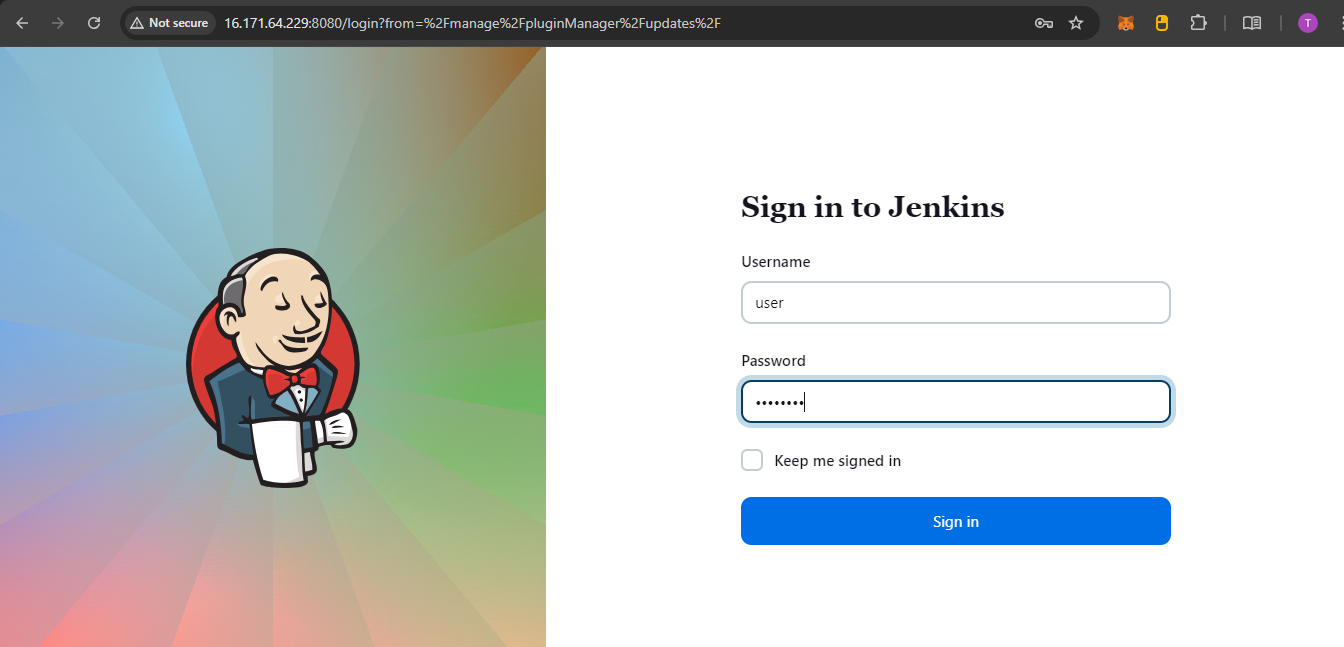 Not secure 16.171.64.229:8080/login?from=%2Fmanage%2FpluginManager%2Fupdates%2F
T
Sign in to Jenkins
Username
user
Password
••••••••
Keep me signed in
Sign in